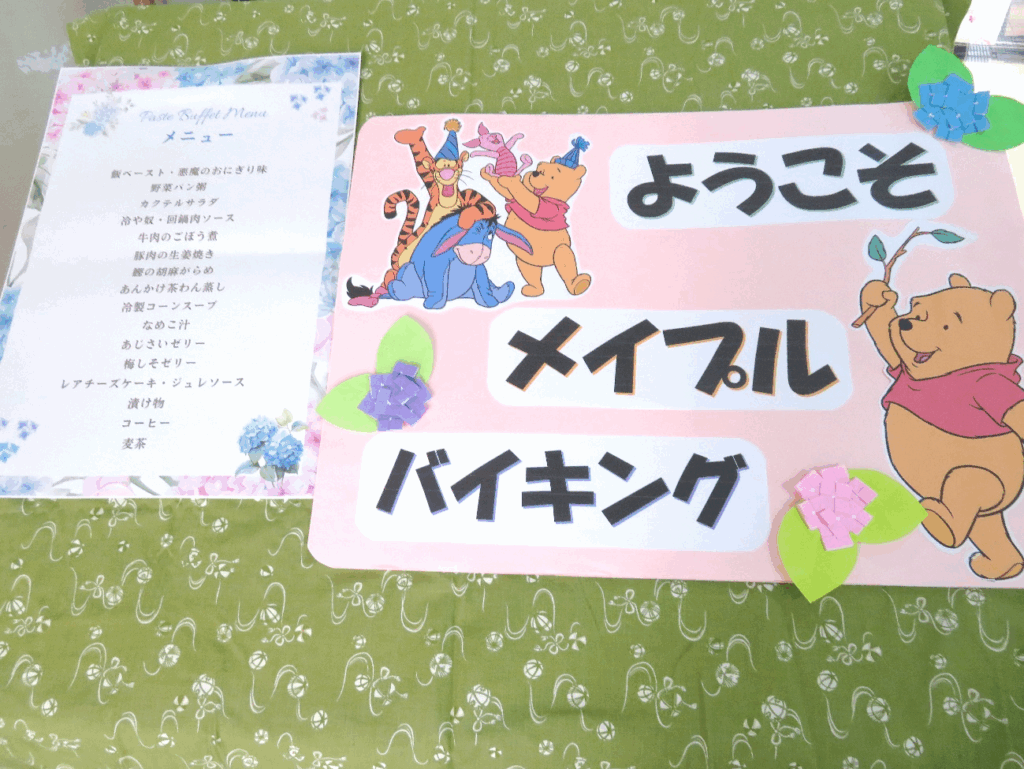 Taste Buffet Menu
メニュー
飯ペースト・悪魔のおにぎり味
野菜パン粥
カクテルサラダ
冷や奴・回鍋肉ソース
牛肉のごぼう煮
豚肉の生姜焼き
鰻の胡麻からめ
あんかけ茶わん蒸し
冷製コーンスープ
なめこ汁
あじさいゼリー
梅しそゼリー
レアチーズケーキ・ジュレソース
漬け物
コーヒー
麦茶
ようこそ
メイプル
バイキング